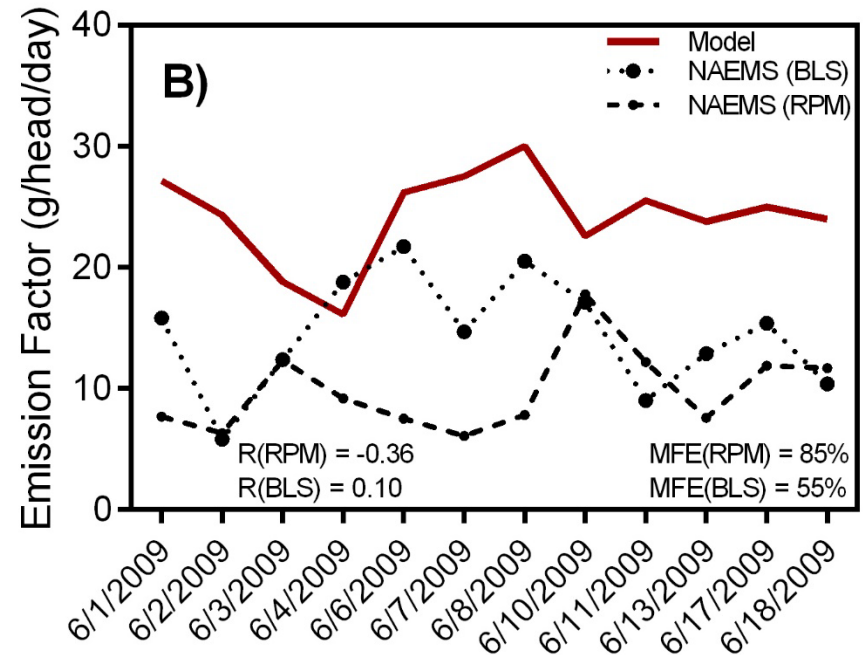 Emission Factor (g/head/day)
40
30
20
10
0
B)
Model
NAEMS (BLS)
NAEMS (RPM)
R(RPM) = -0.36
R(BLS) = 0.10
MFE(RPM) = 85%
MFE(BLS) = 55%
6/1/2009
6/2/2009
6/3/2009
6/4/2009
6/6/2009
6/7/2009
6/8/2009
6/10/2009
6/11/2009
6/13/2009
6/17/2009
6/18/2009